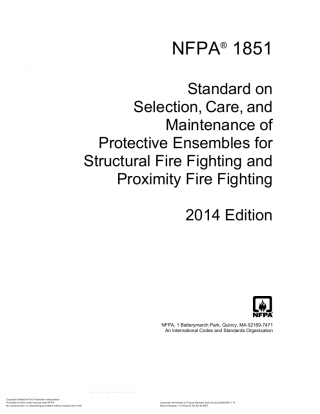 NFPA® 1851
Standard on
Selection, Care, and
Maintenance of
Protective Ensembles for
Structural Fire Fighting and
Proximity Fire Fighting
2014 Edition
NFPA
NFPA, 1 Batterymarch Park, Quincy, MA 02169-7471
An International Codes and Standards Organization